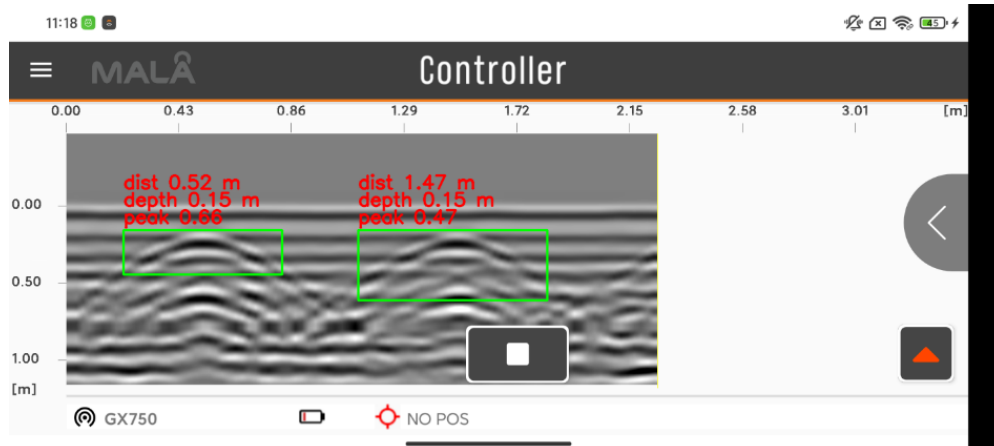 11:18
45
MALÅ Controller
0.00 0.43 0.86 1.29 1.72 2.15 2.58 3.01 [m]
dist 0.52 m dist 1.47 m
depth 0.15 m depth 0.15 m
peak 0.86 peak 0.47
0.00
0.50
1.00
[m]
GX750 NO POS